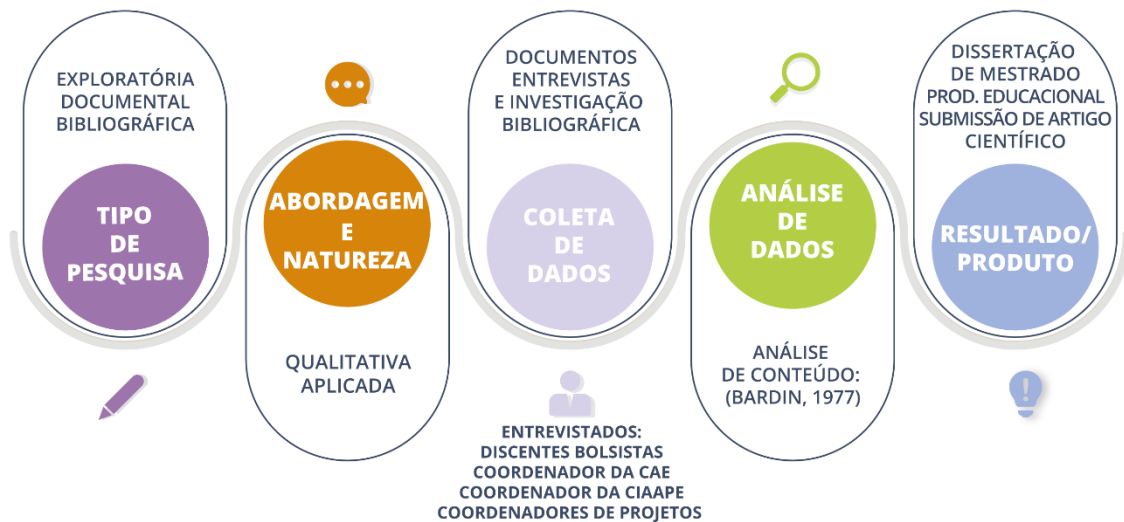 EXPLORATÓRIA
DOCUMENTAL
BIBLIOGRÁFICA
TIPO
DE
PESQUISA
ABORDAGEM
E
NATUREZA
QUALITATIVA
APLICADA
DOCUMENTOS
ENTREVISTAS
E INVESTIGAÇÃO
BIBLIOGRÁFICA
COLETA
DE
DADOS
ENTREVISTADOS:
DISCENTES BOLSISTAS
COORDENADOR DA CAE
COORDENADOR DA CIAAPE
COORDENADORES DE PROJETOS
ANÁLISE
DE
DADOS
ANÁLISE
DE CONTEÚDO:
(BARDIN, 1977)
DISSERTAÇÃO
DE MESTRADO
PROD. EDUCACIONAL
SUBMISSÃO DE ARTIGO
CIENTÍFICO
RESULTADO/
PRODUTO